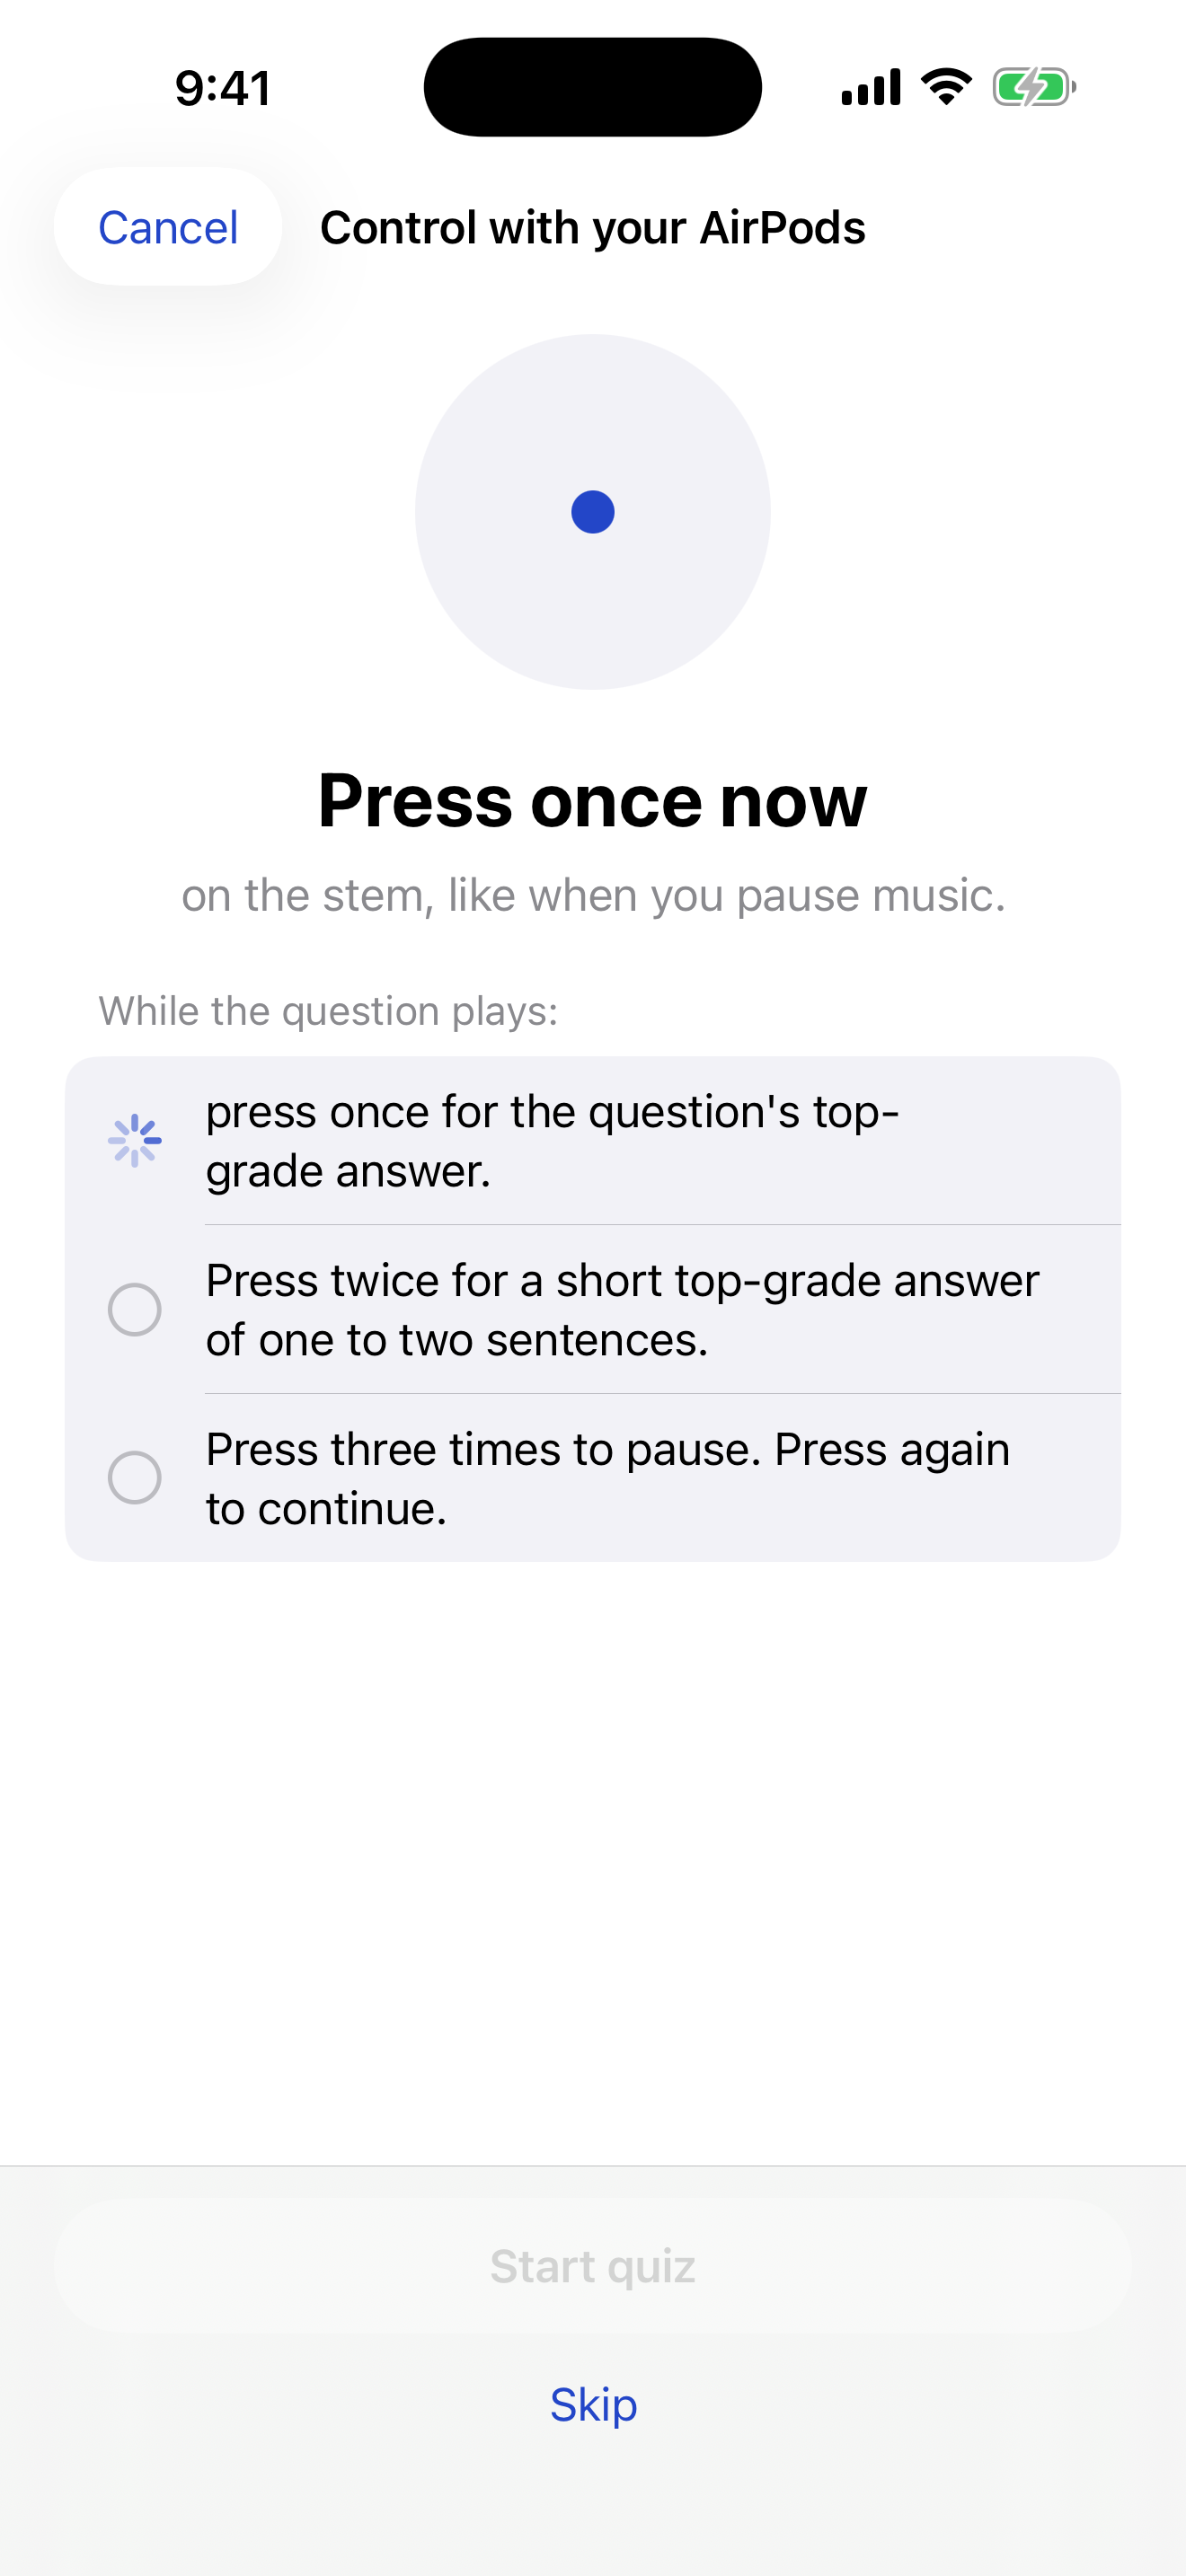 9:41
Cancel
Control with your AirPods
Press once now
on the stem, like when you pause music.
While the question plays:
press once for the question's top-
grade answer.
Press twice for a short top-grade answer
of one to two sentences.
Press three times to pause. Press again
to continue.
Start quiz
Skip